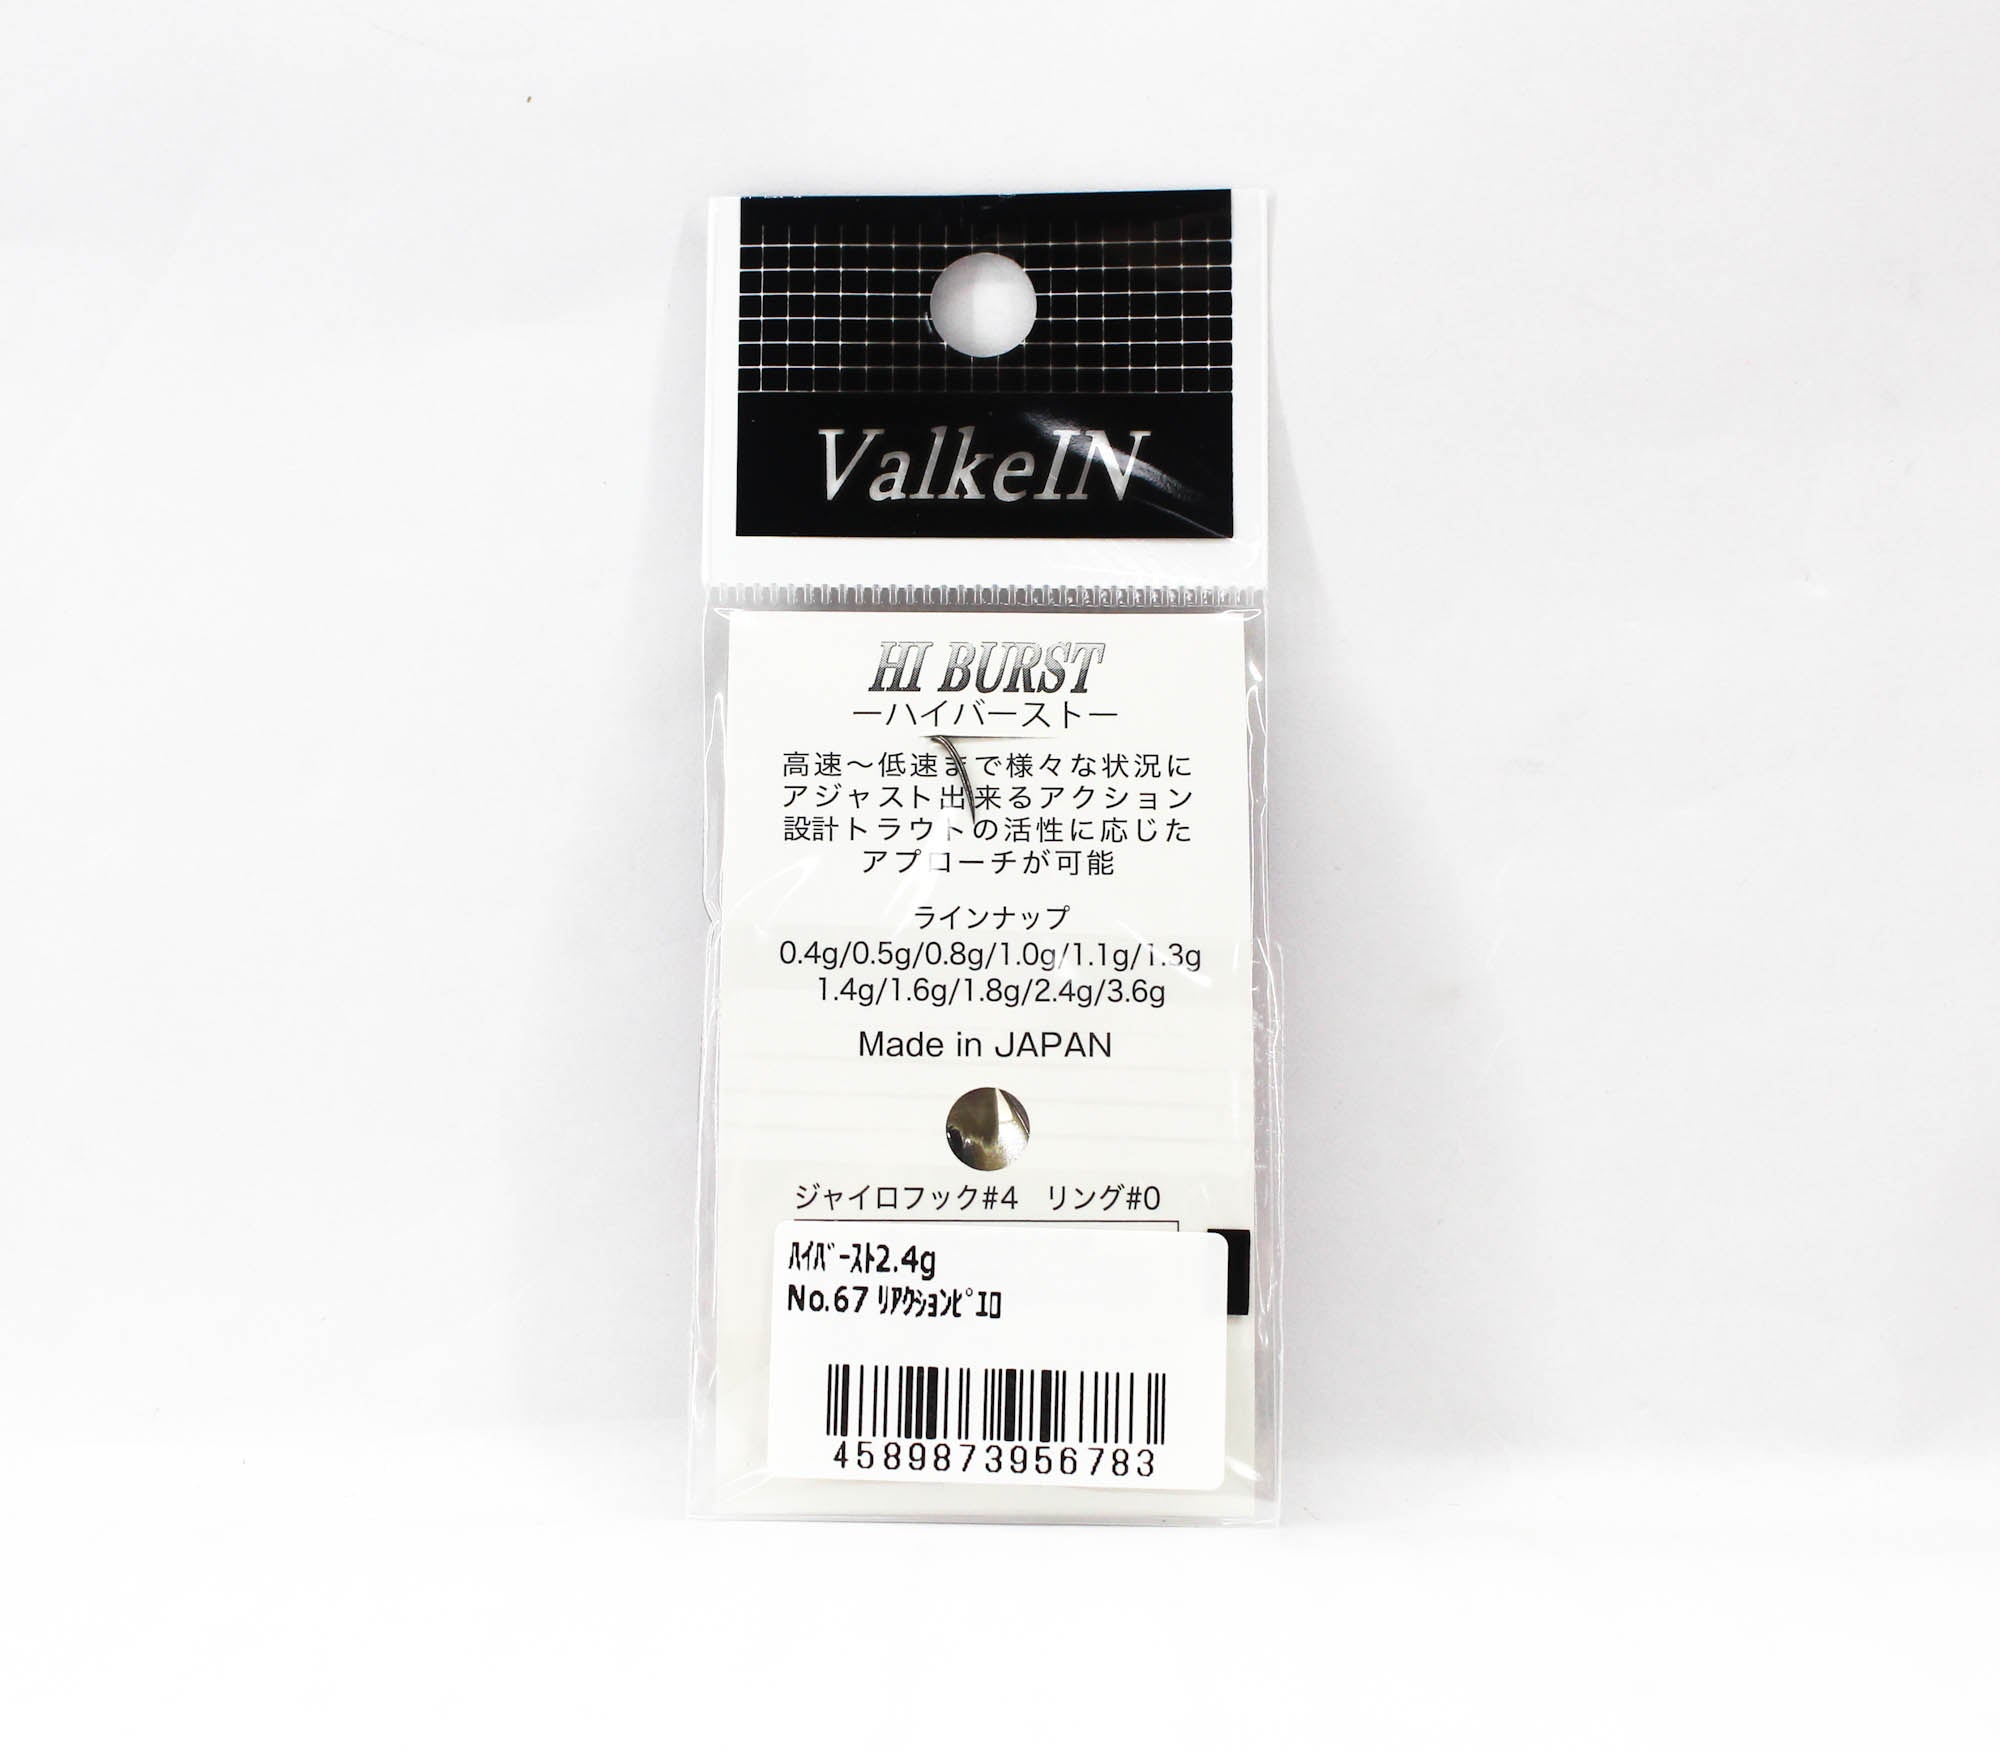 ValkeIN
HI BURST
ーハイバーストー
高速〜低速まで様々な状況に
アジャスト出来るアクション
設計トラウトの活性に応じた
アプローチが可能
ラインナップ
0.4g/0.5g/0.8g/1.0g/1.1g/1.3g
1.4g/1.6g/1.8g/2.4g/3.6g
Made in JAPAN
ジャイロフック#4　リング#0
ﾊｲﾊﾞｰｽﾄ2.4g
No.67 ﾘｱｸｼｮﾝﾋﾟｴﾛ
4589873956783